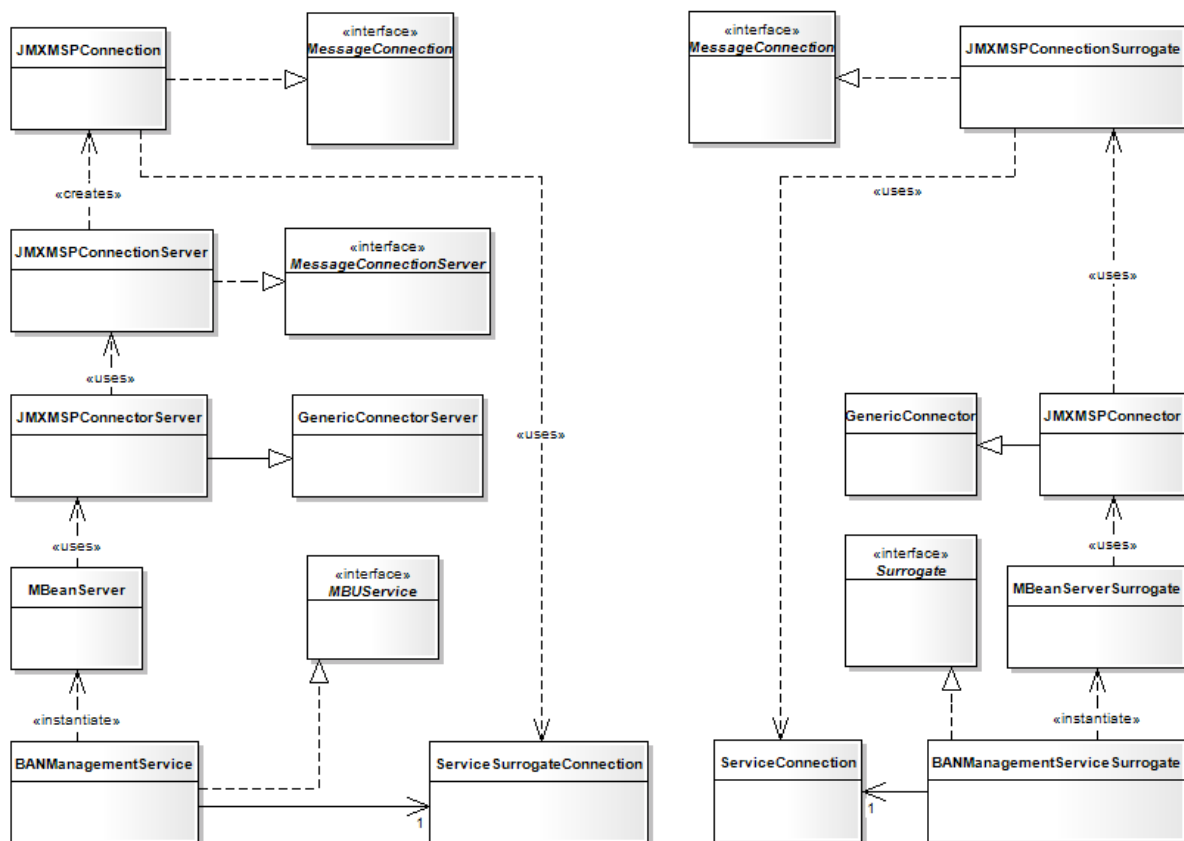 JMXMSPConnection
«interface»
MessageConnection
«interface»
MessageConnection
JMXMSPConnectionSurrogate
«creates»
«uses»
JMXMSPConnectionServer
«interface»
MessageConnectionServer
«uses»
«uses»
JMXMSPConnectorServer
GenericConnectorServer
GenericConnector
JMXMSPConnector
«uses»
«uses»
«uses»
MBeanServer
«interface»
MBUService
«interface»
Surrogate
MBeanServerSurrogate
«instantiate»
«instantiate»
BANManagementService
ServiceSurrogateConnection
ServiceConnection
BANManagementServiceSurrogate
1
1